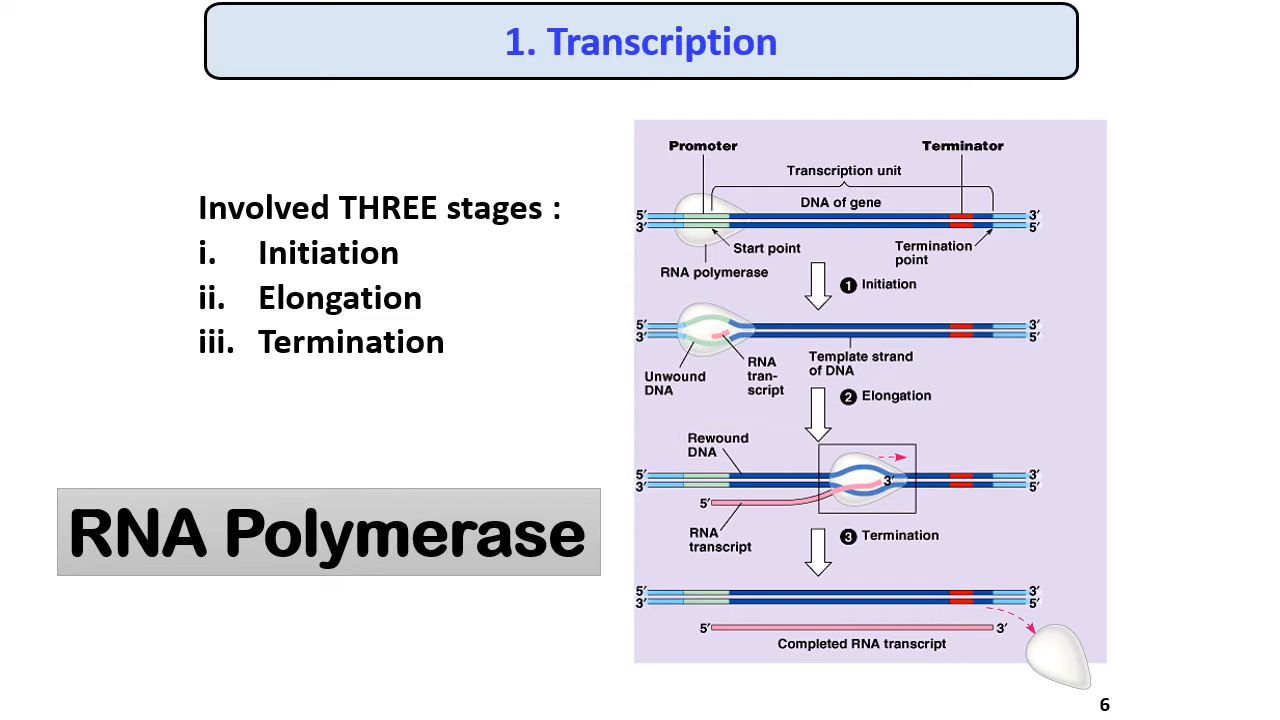 1. Transcription
Involved THREE stages :
i. Initiation
ii. Elongation
iii. Termination
RNA Polymerase
Promoter
Terminator
Transcription unit
DNA of gene
5′
3′
3′
5′
Start point
Termination
point
RNA polymerase
1 Initiation
5′
3′
3′
5′
Unwound
DNA
RNA
tran-
script
Template strand
of DNA
2 Elongation
Rewound
DNA
5′
3′
3′
5′
3′
5′
RNA
transcript
3 Termination
5′
3′
3′
5′
5′
3′
Completed RNA transcript
6